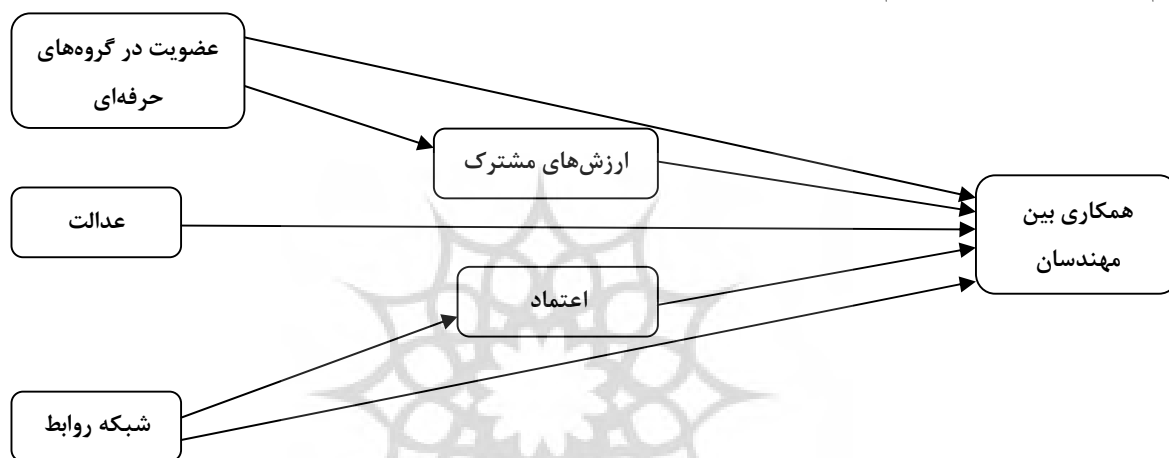 عضویت در گروه‌های
حرفه‌ای
ارزش‌های مشترک
عدالت
همکاری بین
مهندسان
اعتماد
شبکه روابط